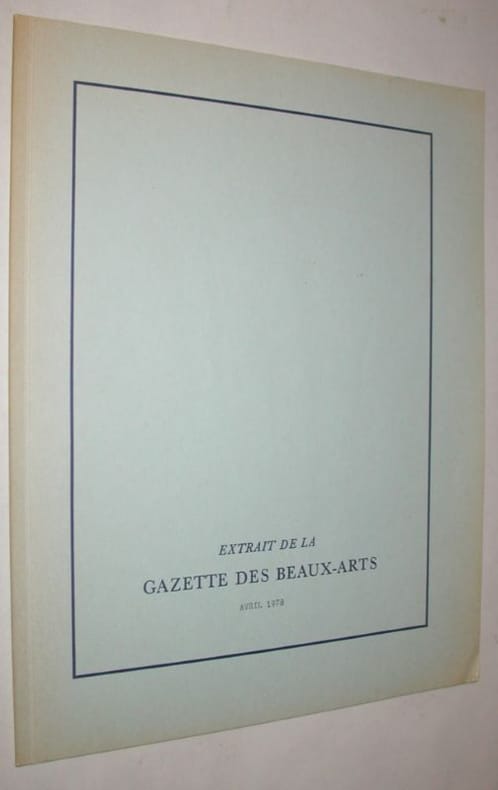 EXTRAIT DE LA
GAZETTE DES BEAUX-ARTS
AVRIL 1978